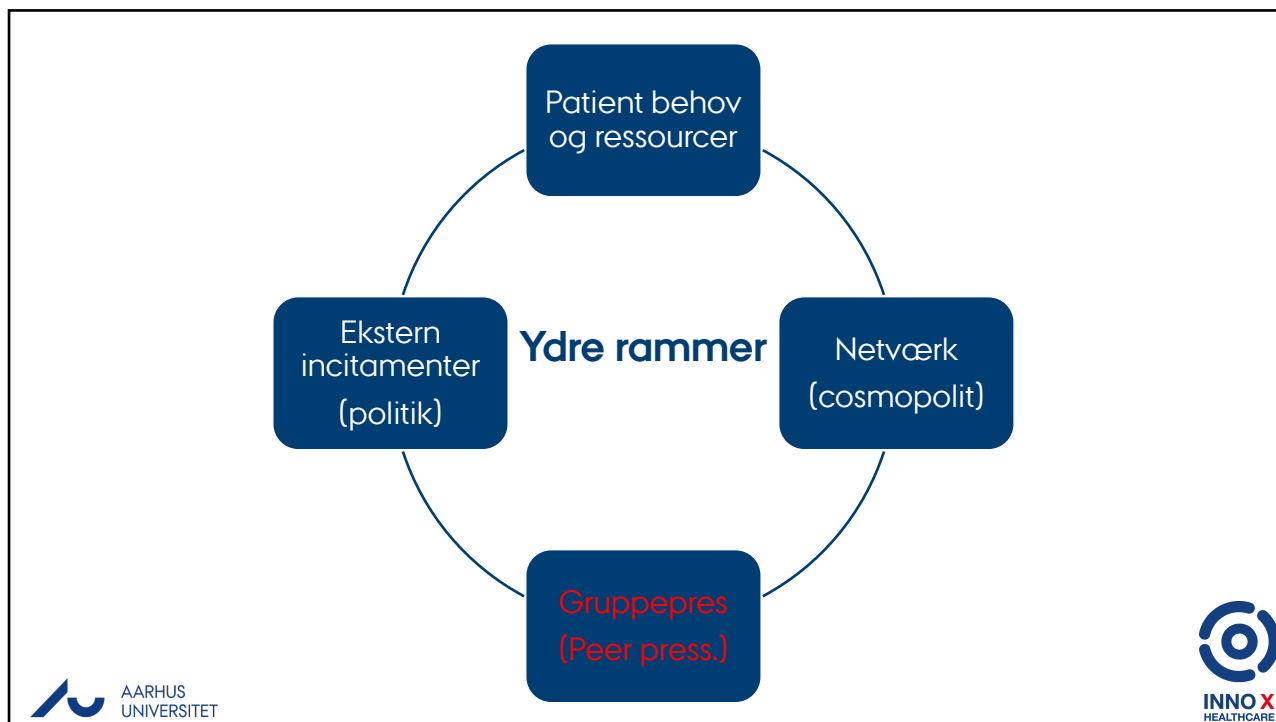 Patient behov
og ressourcer
Ekstern
incitamenter
(politik)
Ydre rammer
Netværk
(cosmopolit)
Gruppepres
(Peer press.)
AARHUS
UNIVERSITET
INNO X
HEALTHCARE